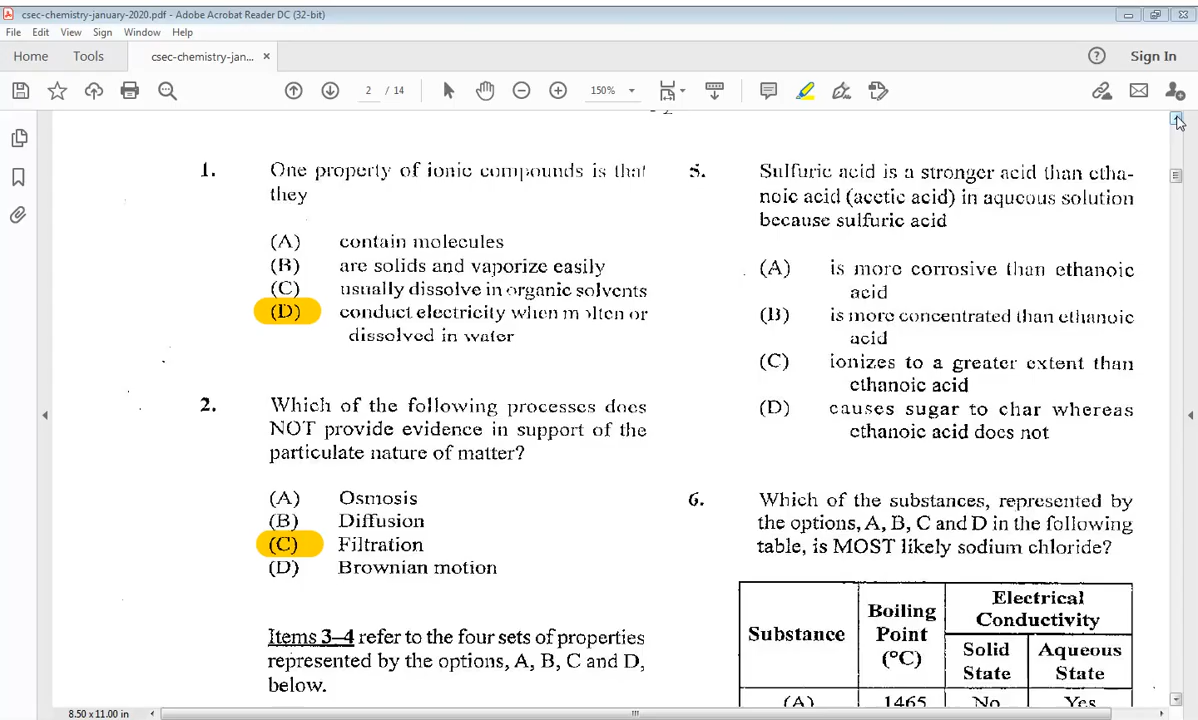 csec-chemistry-january-2020.pdf - Adobe Acrobat Reader DC (32-bit)
File Edit View Sign Window Help
Home Tools csec-chemistry-jan... × Sign In
2 / 14 150%
1. One property of ionic compounds is that
they
(A) contain molecules
(B) are solids and vaporize easily
(C) usually dissolve in organic solvents
(D) conduct electricity when molten or
dissolved in water
2. Which of the following processes does
NOT provide evidence in support of the
particulate nature of matter?
(A) Osmosis
(B) Diffusion
(C) Filtration
(D) Brownian motion
Items 3–4 refer to the four sets of properties
represented by the options, A, B, C and D,
below.
5. Sulfuric acid is a stronger acid than etha-
noic acid (acetic acid) in aqueous solution
because sulfuric acid
(A) is more corrosive than ethanoic
acid
(B) is more concentrated than ethanoic
acid
(C) ionizes to a greater extent than
ethanoic acid
(D) causes sugar to char whereas
ethanoic acid does not
6. Which of the substances, represented by
the options, A, B, C and D in the following
table, is MOST likely sodium chloride?
Substance
Boiling
Point
(°C)
Electrical
Conductivity
Solid
State
Aqueous
State
(A) 1465 No Yes
8.50 x 11.00 in